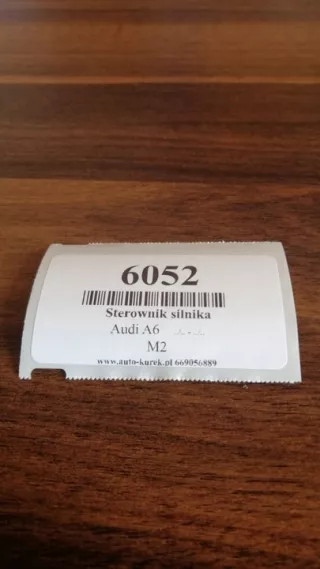 6052
Sterownik silnika
Audi A6
M2
www.auto-kurek.pl 669056889